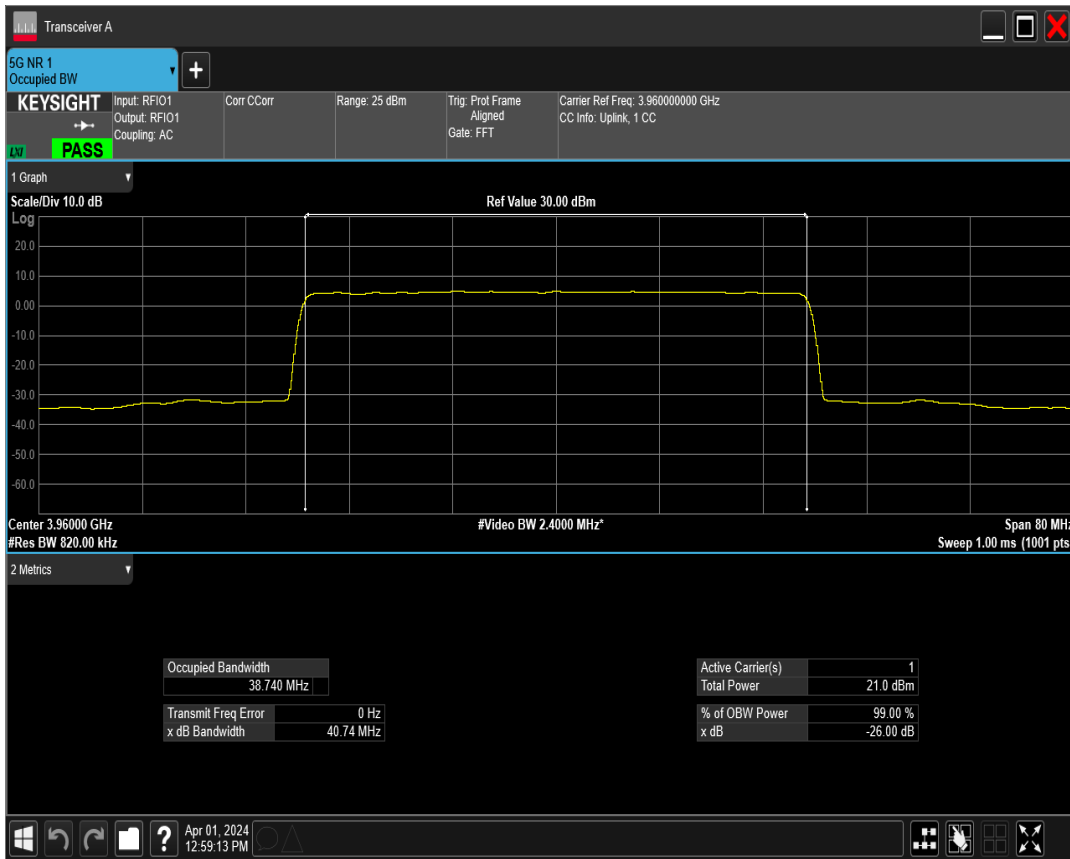 Transceiver A
5G NR 1
Occupied BW
+
KEYSIGHT
LXI
PASS
Input: RFIO1
Output: RFIO1
Coupling: AC
Corr CCorr
Range: 25 dBm
Trig: Prot Frame
Aligned
Gate: FFT
Carrier Ref Freq: 3.960000000 GHz
CC Info: Uplink, 1 CC
1 Graph
Scale/Div 10.0 dB
Ref Value 30.00 dBm
Log
20.0
10.0
0.00
-10.0
-20.0
-30.0
-40.0
-50.0
-60.0
Center 3.96000 GHz
#Video BW 2.4000 MHz*
Span 80 MHz
#Res BW 820.00 kHz
Sweep 1.00 ms (1001 pts
2 Metrics
Occupied Bandwidth
38.740 MHz
Transmit Freq Error 0 Hz
x dB Bandwidth 40.74 MHz
Active Carrier(s) 1
Total Power 21.0 dBm
% of OBW Power 99.00 %
x dB -26.00 dB
?
Apr 01, 2024
12:59:13 PM